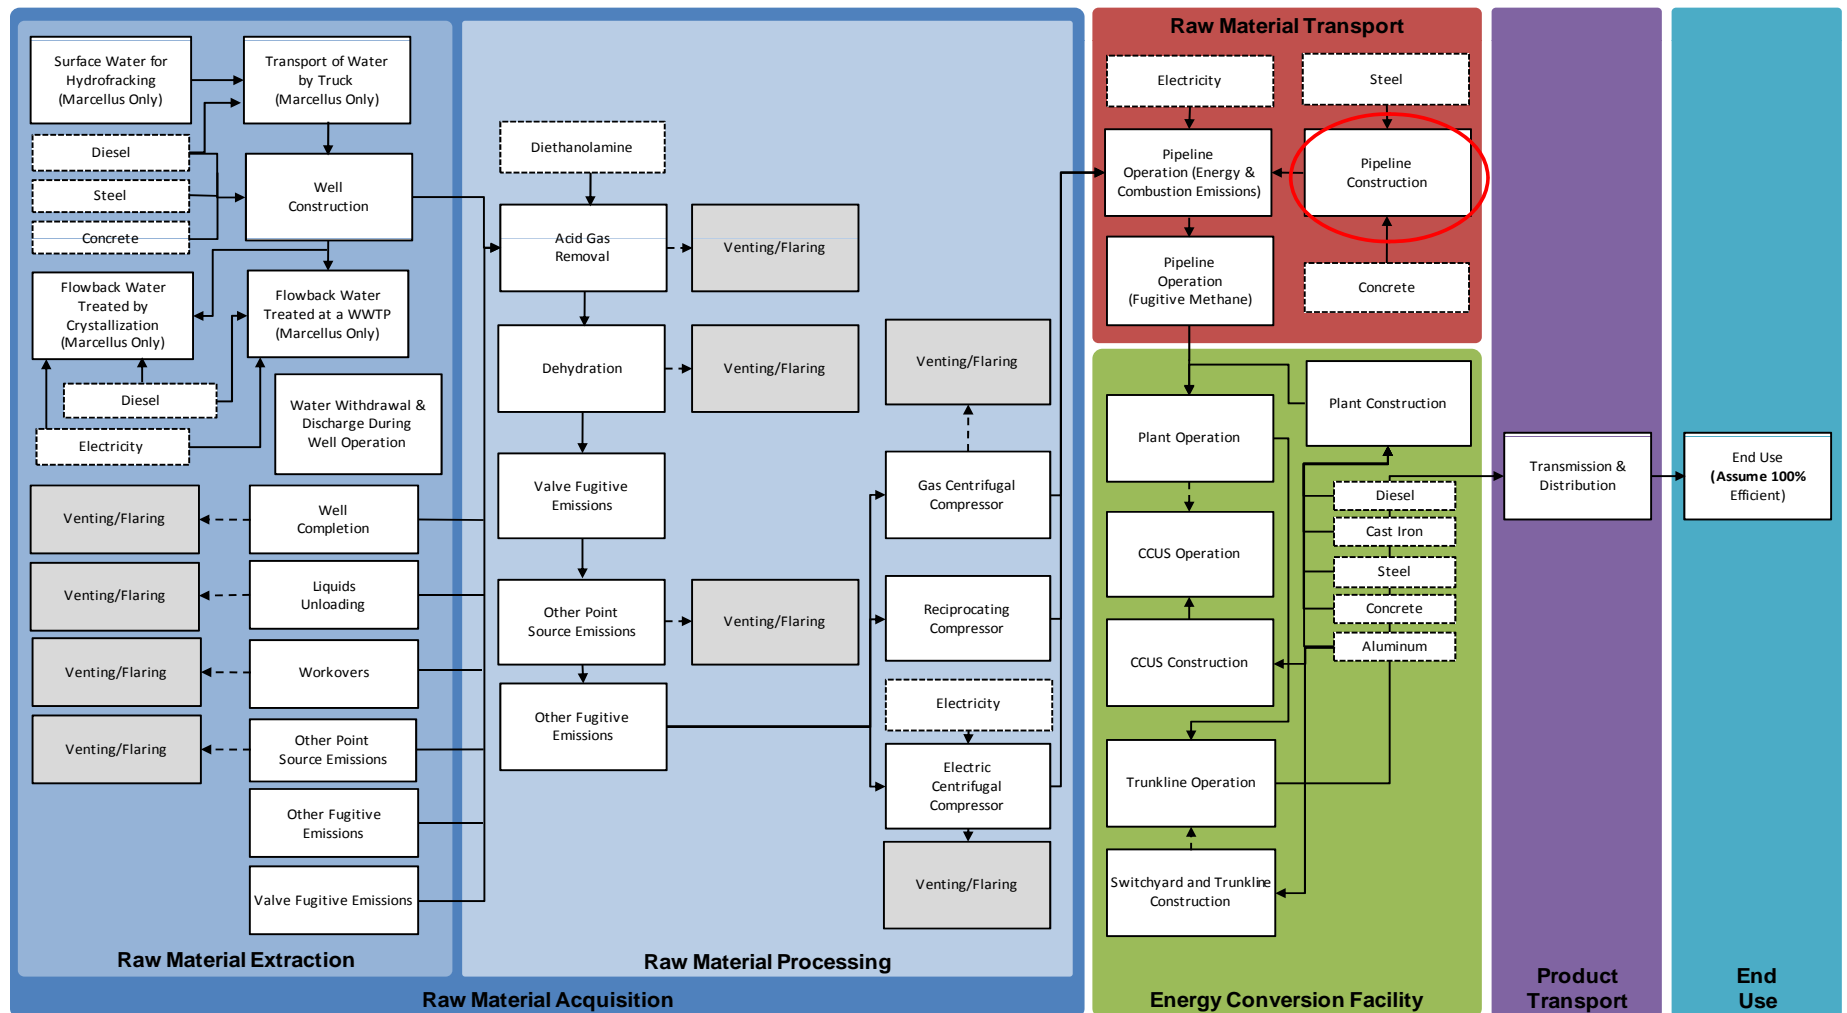 Surface Water for
Hydrofracking
(Marcellus Only)
Transport of Water
by Truck
(Marcellus Only)
Diesel
Steel
Concrete
Well
Construction
Flowback Water
Treated by
Crystallization
(Marcellus Only)
Flowback Water
Treated at a WWTP
(Marcellus Only)
Diesel
Electricity
Water Withdrawal &
Discharge During
Well Operation
Venting/Flaring
Well
Completion
Venting/Flaring
Liquids
Unloading
Venting/Flaring
Workovers
Venting/Flaring
Other Point
Source Emissions
Other Fugitive
Emissions
Valve Fugitive Emissions
Raw Material Extraction
Diethanolamine
Acid Gas
Removal
Venting/Flaring
Dehydration
Venting/Flaring
Valve Fugitive
Emissions
Other Point
Source Emissions
Venting/Flaring
Other Fugitive
Emissions
Venting/Flaring
Gas Centrifugal
Compressor
Reciprocating
Compressor
Electricity
Electric
Centrifugal
Compressor
Venting/Flaring
Raw Material Processing
Raw Material Acquisition
Raw Material Transport
Electricity
Steel
Pipeline
Operation (Energy &
Combustion Emissions)
Pipeline
Construction
Pipeline
Operation
(Fugitive Methane)
Concrete
Plant Construction
Plant Operation
Diesel
Cast Iron
Steel
Concrete
Aluminum
CCUS Operation
CCUS Construction
Trunkline Operation
Switchyard and Trunkline
Construction
Energy Conversion Facility
Transmission &
Distribution
Product
Transport
End Use
(Assume 100%
Efficient)
End
Use